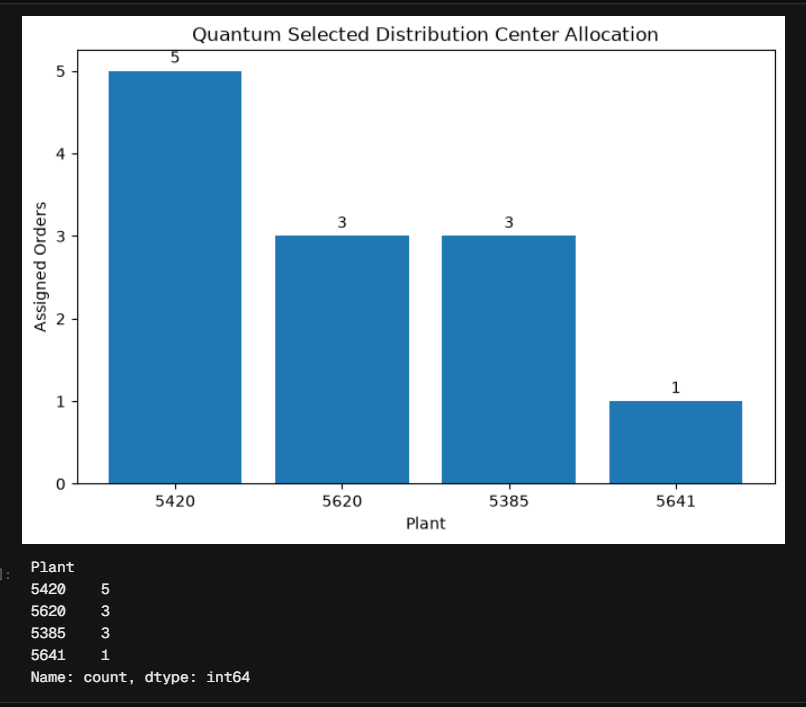 Quantum Selected Distribution Center Allocation
5
3
3
1
5
4
3
2
1
0
Assigned Orders
5420 5620 5385 5641
Plant
]:
Plant
5420 5
5620 3
5385 3
5641 1
Name: count, dtype: int64